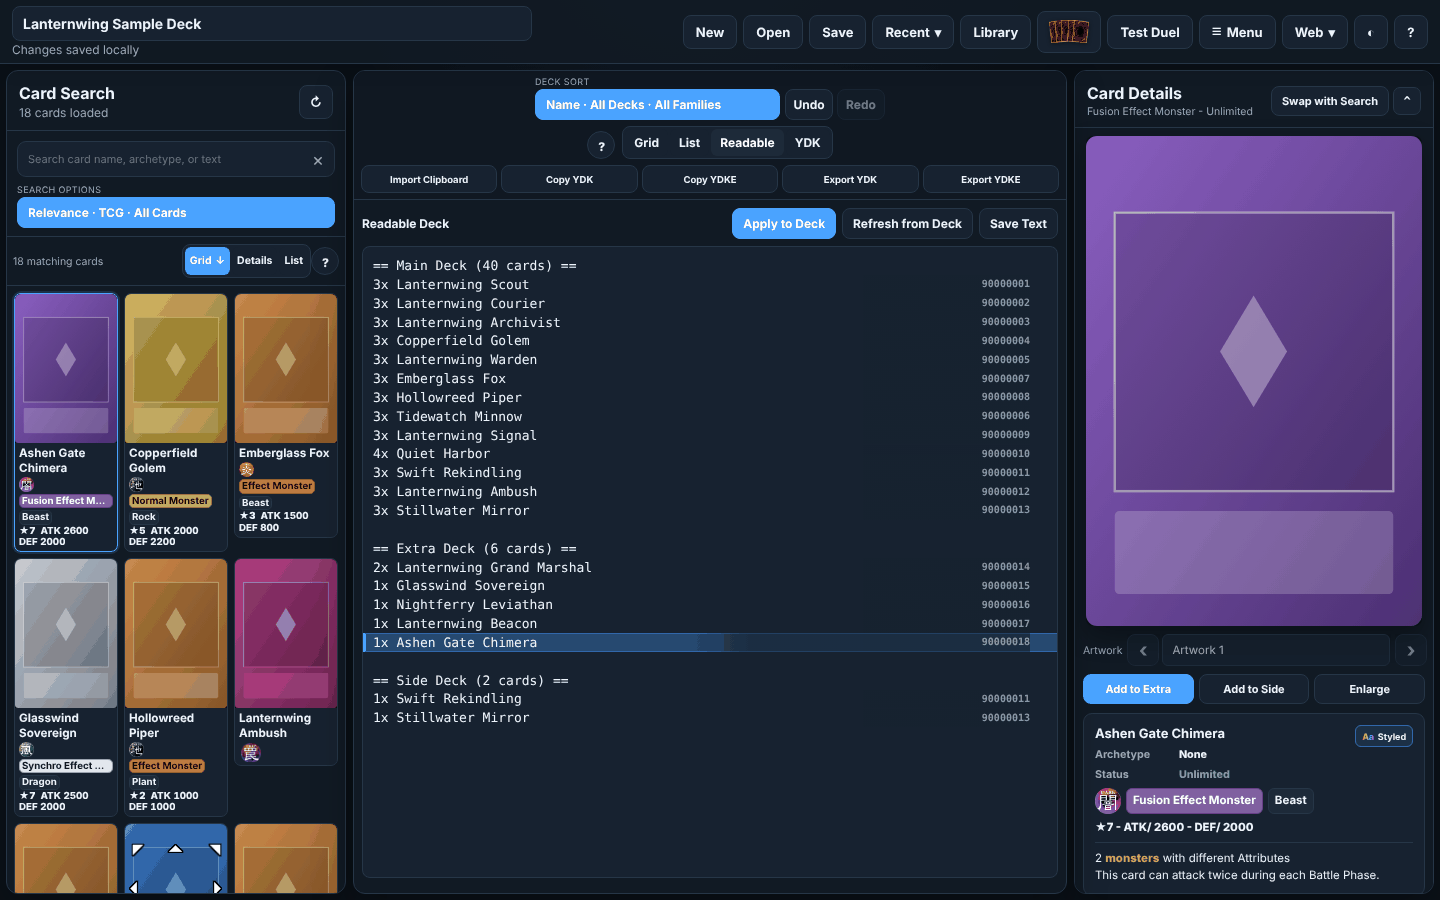 Lanternwing Sample Deck
Changes saved locally
New
Open
Save
Recent ▾
Library
Test Duel
≡ Menu
Web ▾
?
Card Search
18 cards loaded
Search card name, archetype, or text
SEARCH OPTIONS
Relevance · TCG · All Cards
18 matching cards
Grid ↓
Details
List
?
Ashen Gate Chimera
Fusion Effect M...
Beast
★7 ATK 2600
DEF 2000
Copperfield Golem
地
Normal Monster
Rock
★5 ATK 2000
DEF 2200
Emberglass Fox
Effect Monster
Beast
★3 ATK 1500
DEF 800
Glasswind Sovereign
Synchro Effect ...
Dragon
★7 ATK 2500
DEF 2000
Hollowreed Piper
地
Effect Monster
Plant
★2 ATK 1000
DEF 1000
Lanternwing Ambush
罠
DECK SORT
Name · All Decks · All Families
Undo
Redo
?
Grid
List
Readable
YDK
Import Clipboard
Copy YDK
Copy YDKE
Export YDK
Export YDKE
Readable Deck
Apply to Deck
Refresh from Deck
Save Text
== Main Deck (40 cards) ==
3x Lanternwing Scout 90000001
3x Lanternwing Courier 90000002
3x Lanternwing Archivist 90000003
3x Copperfield Golem 90000004
3x Lanternwing Warden 90000005
3x Emberglass Fox 90000007
3x Hollowreed Piper 90000008
3x Tidewatch Minnow 90000006
3x Lanternwing Signal 90000009
4x Quiet Harbor 90000010
3x Swift Rekindling 90000011
3x Lanternwing Ambush 90000012
3x Stillwater Mirror 90000013
== Extra Deck (6 cards) ==
2x Lanternwing Grand Marshal 90000014
1x Glasswind Sovereign 90000015
1x Nightferry Leviathan 90000016
1x Lanternwing Beacon 90000017
1x Ashen Gate Chimera 90000018
== Side Deck (2 cards) ==
1x Swift Rekindling 90000011
1x Stillwater Mirror 90000013
Card Details
Fusion Effect Monster - Unlimited
Swap with Search
Artwork
Artwork 1
Add to Extra
Add to Side
Enlarge
Ashen Gate Chimera
Aa Styled
Archetype None
Status Unlimited
闇
Fusion Effect Monster
Beast
★7 - ATK/ 2600 - DEF/ 2000
2 monsters with different Attributes
This card can attack twice during each Battle Phase.